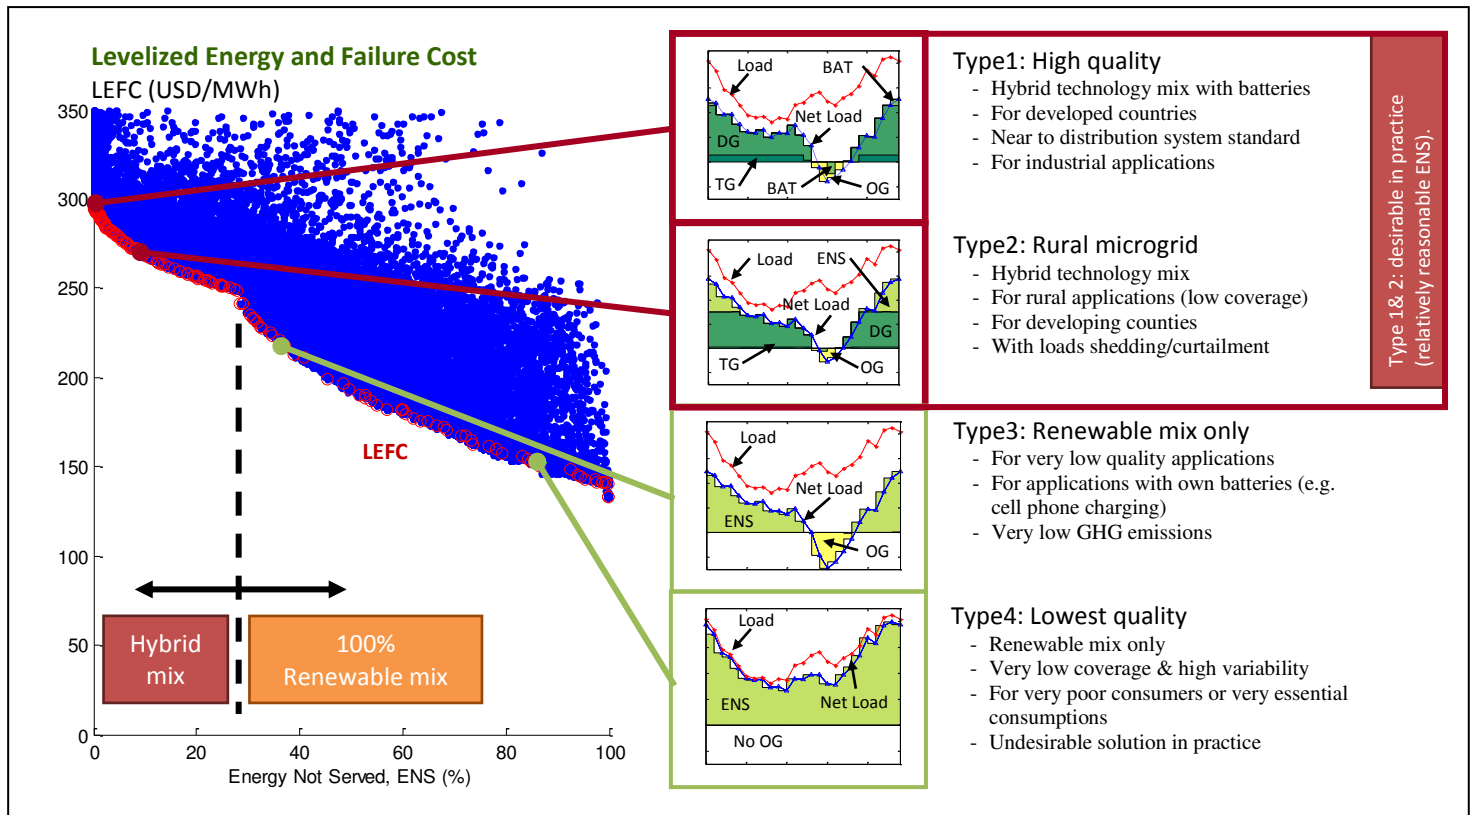 Levelized Energy and Failure Cost
LEFC (USD/MWh)
350
300
250
200
150
100
50
0
0
20
40
60
80
100
Energy Not Served, ENS (%)
LEFC
Hybrid
mix
100%
Renewable mix
Load
BAT
Net Load
DG
TG
BAT
OG
Type1: High quality
- Hybrid technology mix with batteries
- For developed countries
- Near to distribution system standard
- For industrial applications
Load
ENS
Net Load
DG
TG
OG
Type2: Rural microgrid
- Hybrid technology mix
- For rural applications (low coverage)
- For developing counties
- With loads shedding/curtailment
Type 1& 2: desirable in practice
(relatively reasonable ENS).
Load
Net Load
ENS
OG
Type3: Renewable mix only
- For very low quality applications
- For applications with own batteries (e.g.
cell phone charging)
- Very low GHG emissions
Load
ENS
Net Load
No OG
Type4: Lowest quality
- Renewable mix only
- Very low coverage & high variability
- For very poor consumers or very essential
consumptions
- Undesirable solution in practice